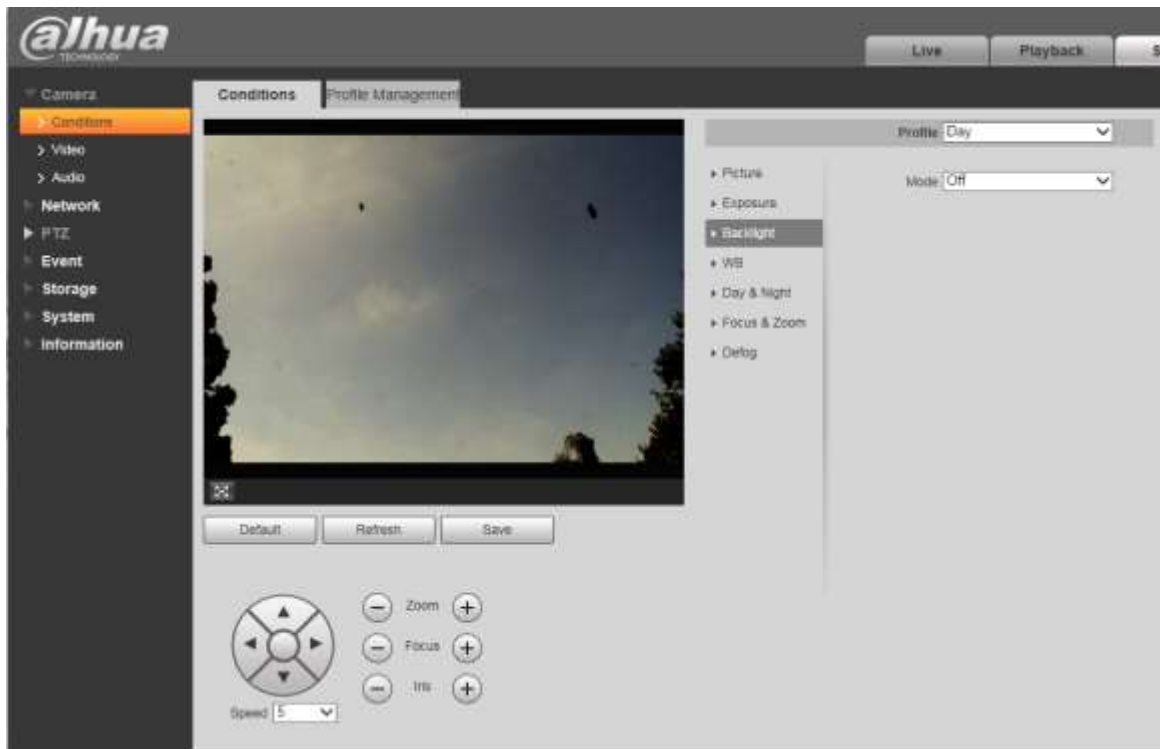 alhua
TECHNOLOGY
Live
Playback
S
Camera
Conditions
Video
Audio
Network
PTZ
Event
Storage
System
Information
Conditions
Profile Management
Profile Day
Mode Off
Picture
Exposure
Backlight
WB
Day & Night
Focus & Zoom
Defog
Default
Refresh
Save
Zoom
Focus
Iris
Speed 5